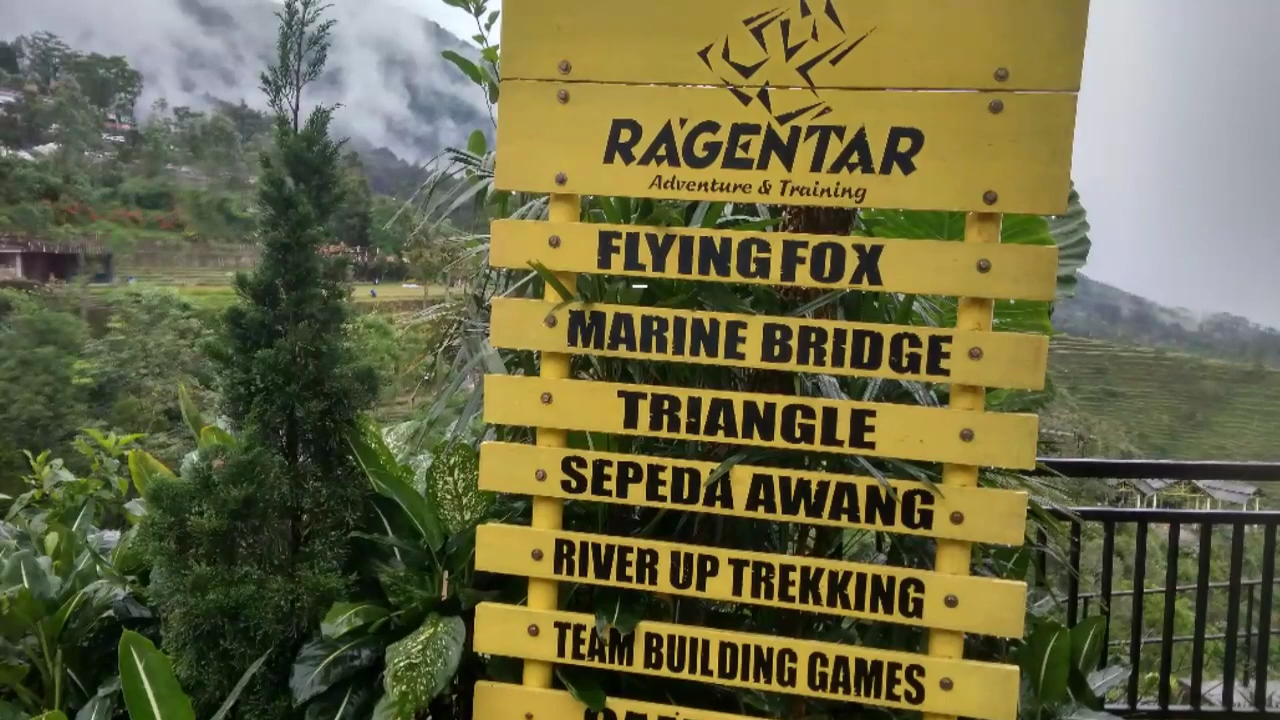 RAGENTAR
Adventure & Training
FLYING FOX
MARINE BRIDGE
TRIANGLE
SEPEDA AWANG
RIVER UP TREKKING
TEAM BUILDING GAMES